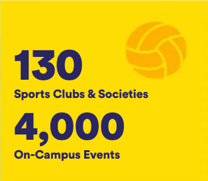 130
Sports Clubs & Societies
4,000
On-Campus Events